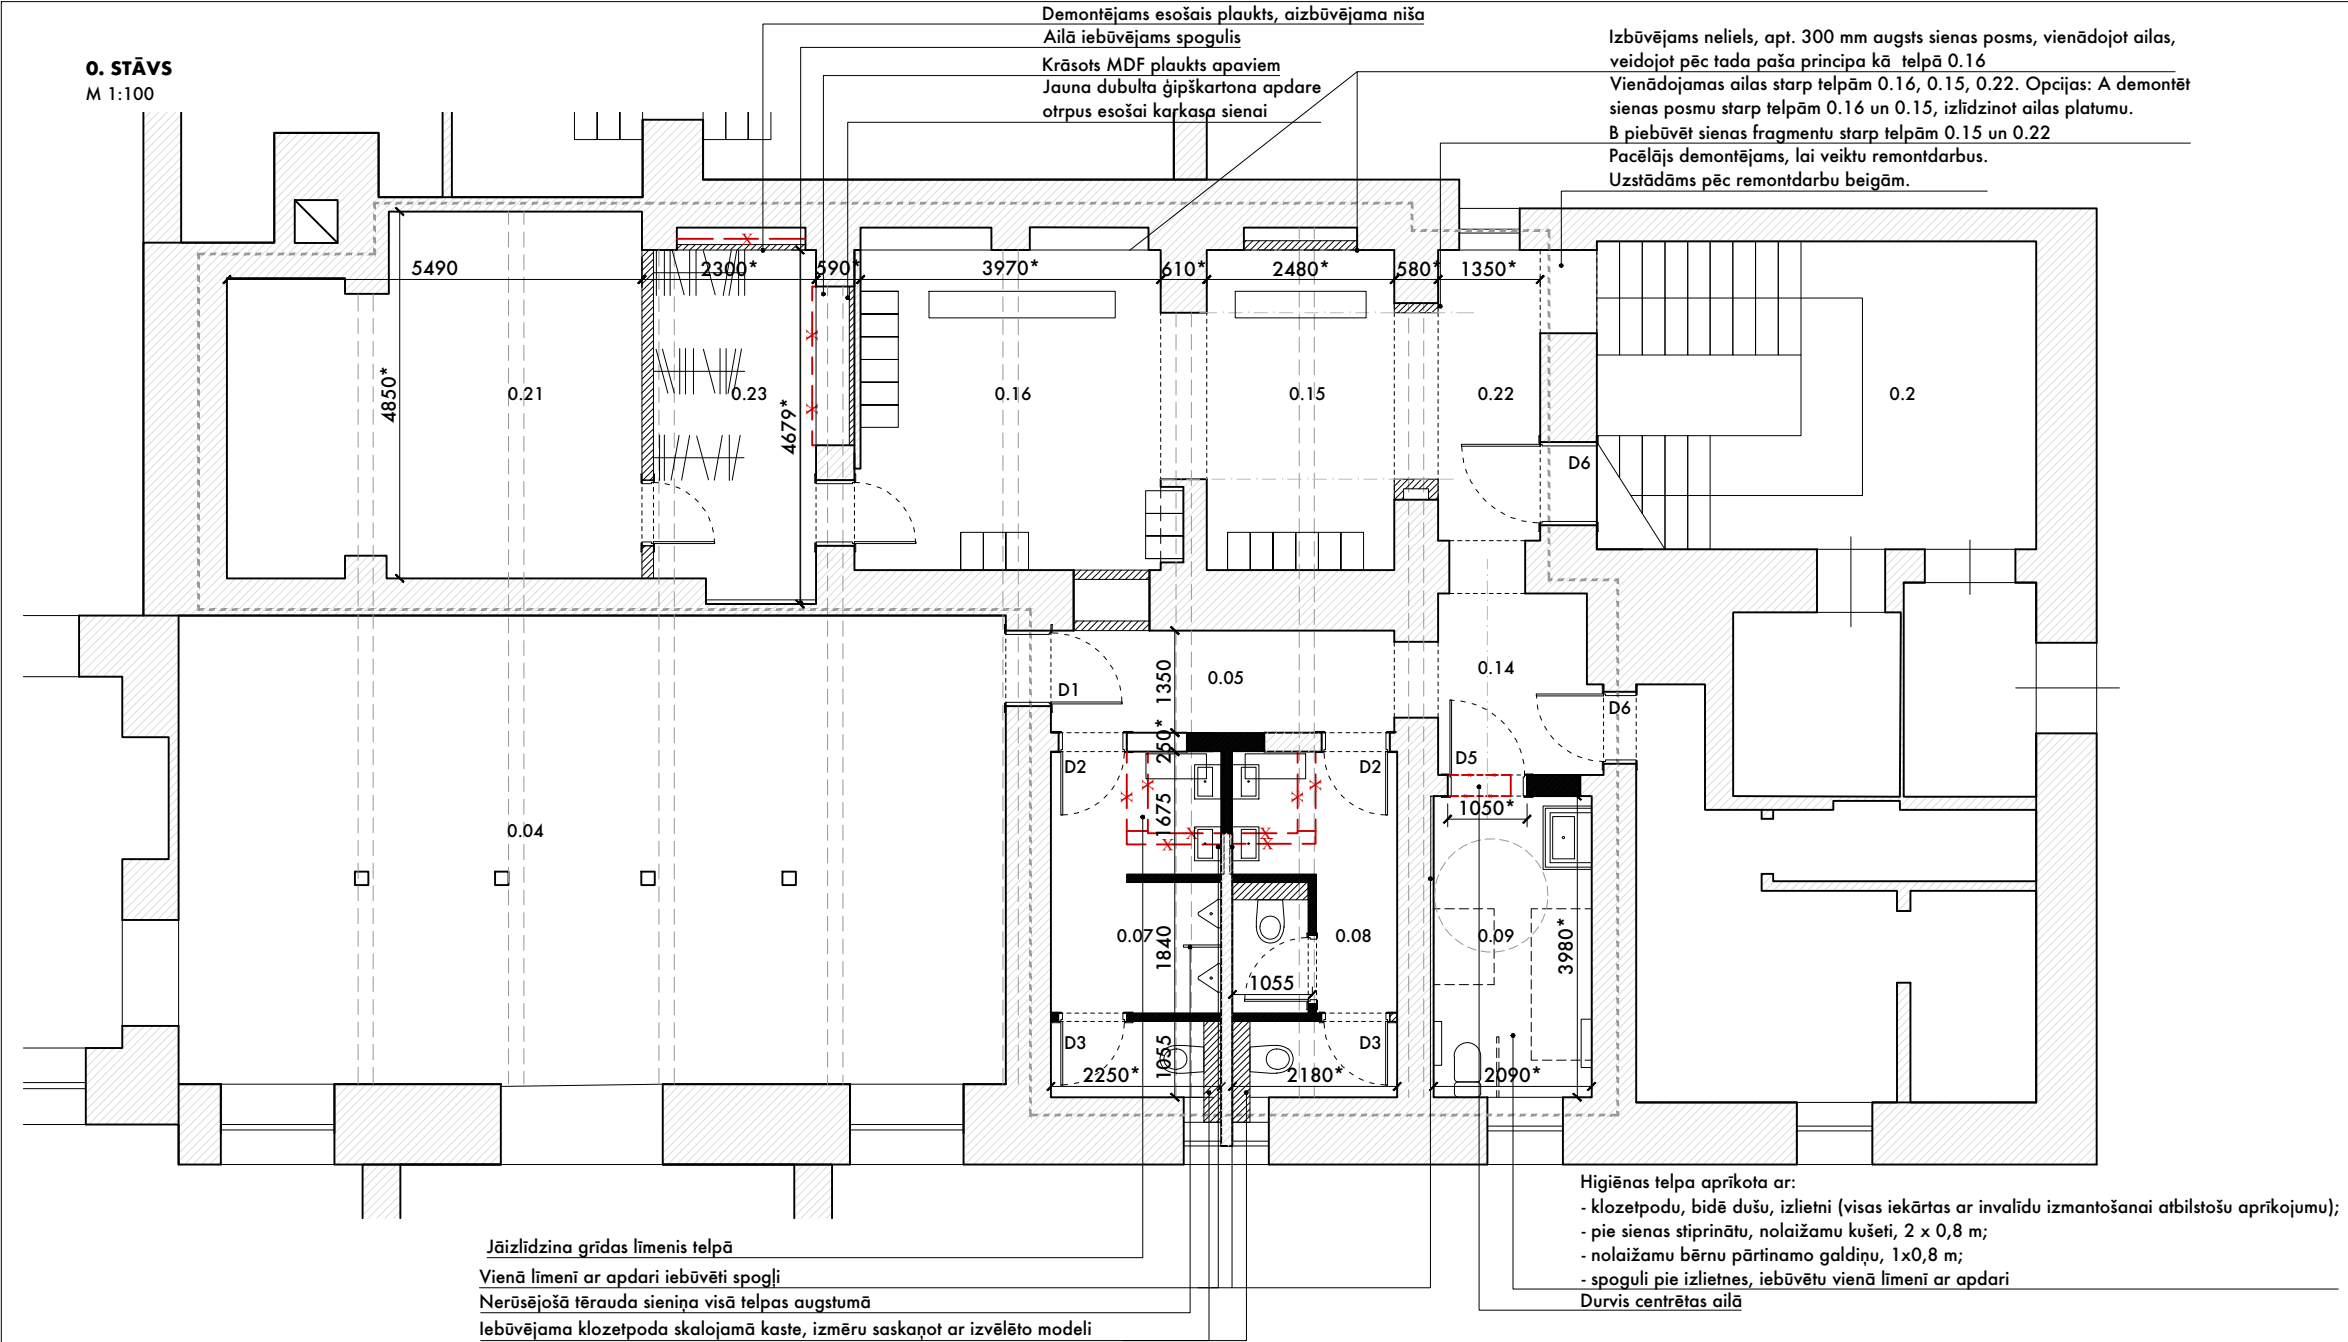 0. STĀVS
M 1:100
Demontējams esošais plaukts, aizbūvējama niša
Ailā iebūvējams spogulis
Krāsots MDF plaukts apaviem
Jauna dubulta ģipškartona apdare
otrpus esošai karkasa sienai
Izbūvējams neliels, apt. 300 mm augsts sienas posms, vienādojot ailas,
veidojot pēc tada paša principa kā telpā 0.16
Vienādojamas ailas starp telpām 0.16, 0.15, 0.22. Opcijas: A demontēt
sienas posmu starp telpām 0.16 un 0.15, izlīdzinot ailas platumu.
B piebūvēt sienas fragmentu starp telpām 0.15 un 0.22
Pacēlājs demontējams, lai veiktu remontdarbus.
Uzstādāms pēc remontdarbu beigām.
5490
2300*
590*
3970*
610*
2480*
580*
1350*
4850*
4679*
0.21
0.23
0.16
0.15
0.22
0.2
D6
0.05
0.14
D1
1350
D6
250*
D2
D2
D5
1675
1050*
0.04
0.07
1840
0.08
0.09
3980*
1055
D3
1055
D3
2250*
2180*
2090*
Higiēnas telpa aprīkota ar:
- klozetpodu, bidē dušu, izlietni (visas iekārtas ar invalīdu izmantošanai atbilstošu aprīkojumu);
- pie sienas stiprinātu, nolaižamu kušeti, 2 x 0,8 m;
- nolaižamu bērnu pārtinamo galdiņu, 1x0,8 m;
- spoguli pie izlietnes, iebūvētu vienā līmenī ar apdari
Durvis centrētas ailā
Jāizlīdzina grīdas līmenis telpā
Vienā līmenī ar apdari iebūvēti spogļi
Nerūsējošā tērauda sieniņa visā telpas augstumā
Iebūvējama klozetpoda skalojamā kaste, izmēru saskaņot ar izvēlēto modeli